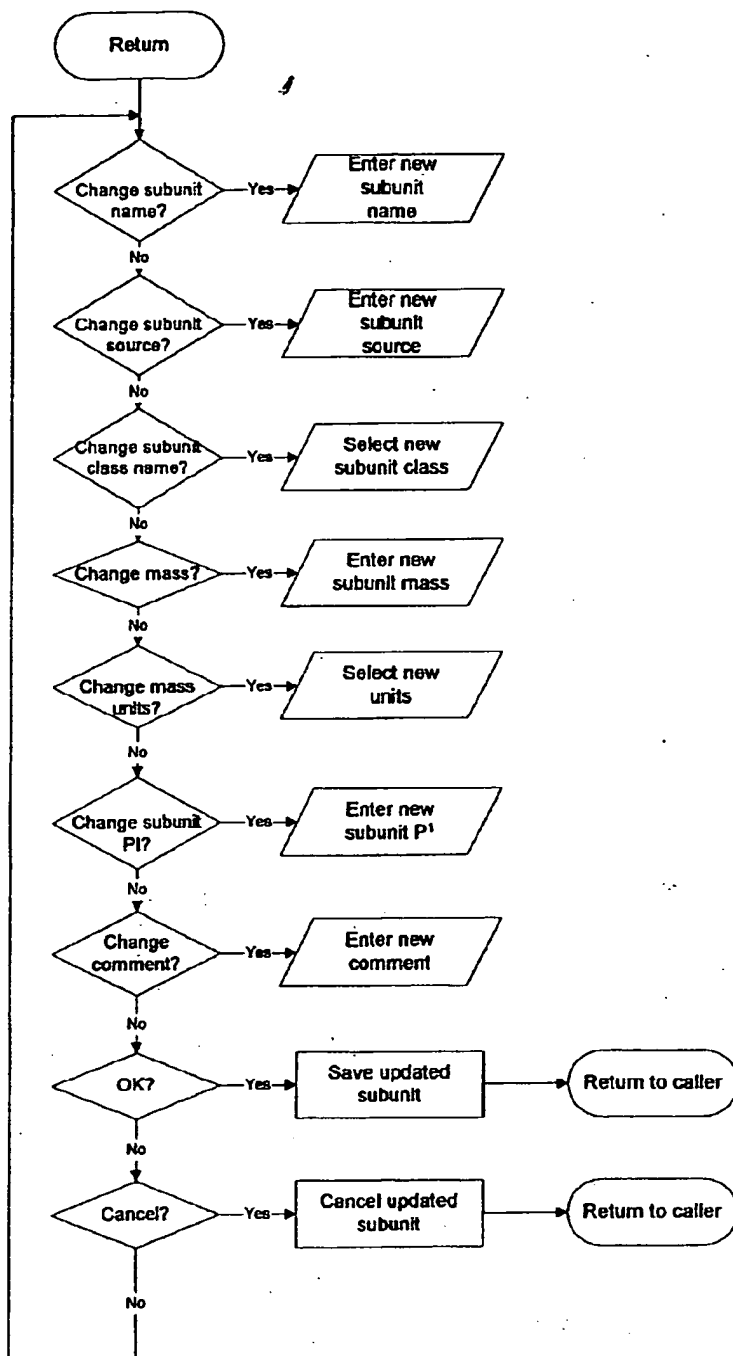 Return
Change subunit
name?
Yes
Enter new
subunit
name
No
Change subunit
source?
Yes
Enter new
subunit
source
No
Change subunit
class name?
Yes
Select new
subunit class
No
Change mass?
Yes
Enter new
subunit mass
No
Change mass
units?
Yes
Select new
units
No
Change subunit
PI?
Yes
Enter new
subunit P¹
No
Change
comment?
Yes
Enter new
comment
No
OK?
Yes
Save updated
subunit
Return to caller
No
Cancel?
Yes
Cancel updated
subunit
Return to caller
No